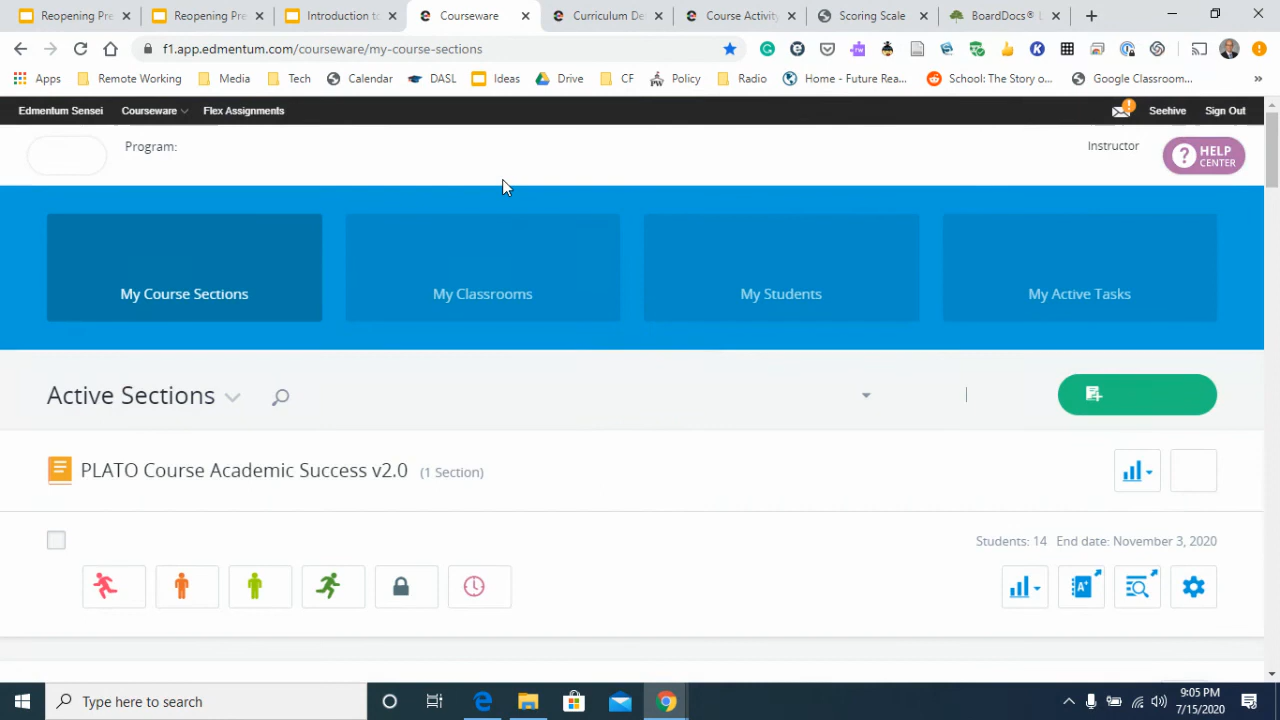 Reopening Pre
Reopening Pre
Introduction to
Courseware
Curriculum De
Course Activity
Scoring Scale
BoardDocs® L
f1.app.edmentum.com/courseware/my-course-sections
Apps
Remote Working
Media
Tech
Calendar
DASL
Ideas
Drive
CF
Policy
Radio
Home - Future Rea...
School: The Story o...
Google Classroom...
Edmentum Sensei
Courseware
Flex Assignments
Seehive
Sign Out
Program:
Instructor
HELP
CENTER
My Course Sections
My Classrooms
My Students
My Active Tasks
Active Sections
PLATO Course Academic Success v2.0 (1 Section)
Students: 14 End date: November 3, 2020
Type here to search
9:05 PM
7/15/2020